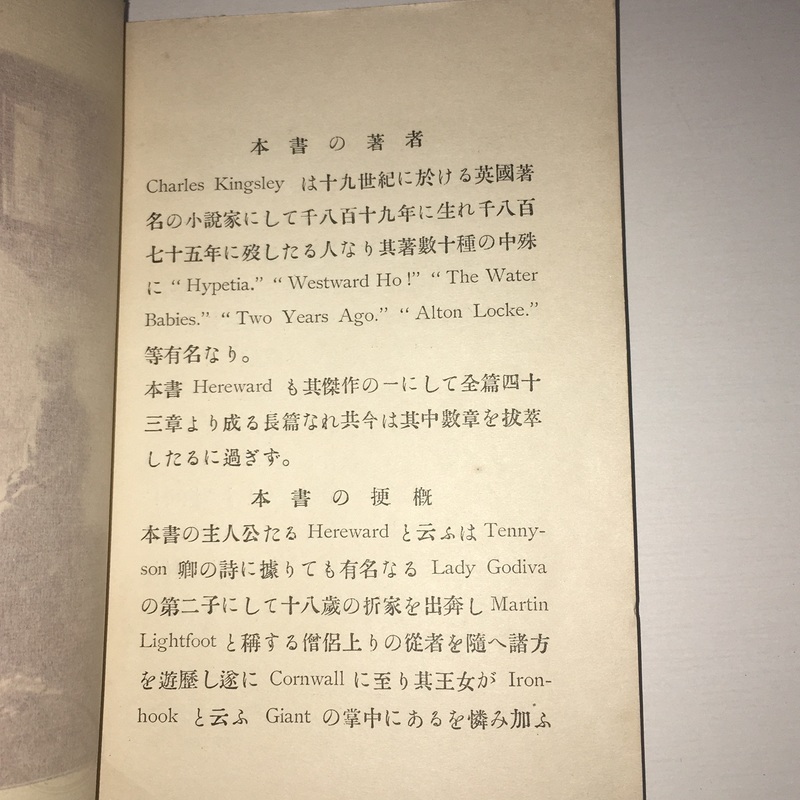 本書の著者
Charles Kingsley は十九世紀に於ける英國著
名の小說家にして千八百十九年に生れ千八百
七十五年に歿したる人なり其著數十種の中殊
に “Hypetia.” “Westward Ho!” “The Water
Babies.” “Two Years Ago.” “Alton Locke.”
等有名なり。
本書 Hereward も其傑作の一にして全篇四十
三章より成る長篇なれ共今は其中數章を拔萃
したるに過ぎず。
本書の梗概
本書の主人公たる Hereward と云ふは Tenny-
son 卿の詩に據りても有名なる Lady Godiva
の第二子にして十八歲の折家を出奔し Martin
Lightfoot と稱する僧侶上りの從者を隨へ諸方
を遊歷し遂に Cornwall に至り其王女が Iron-
hook と云ふ Giant の掌中にあるを憐み加ふ